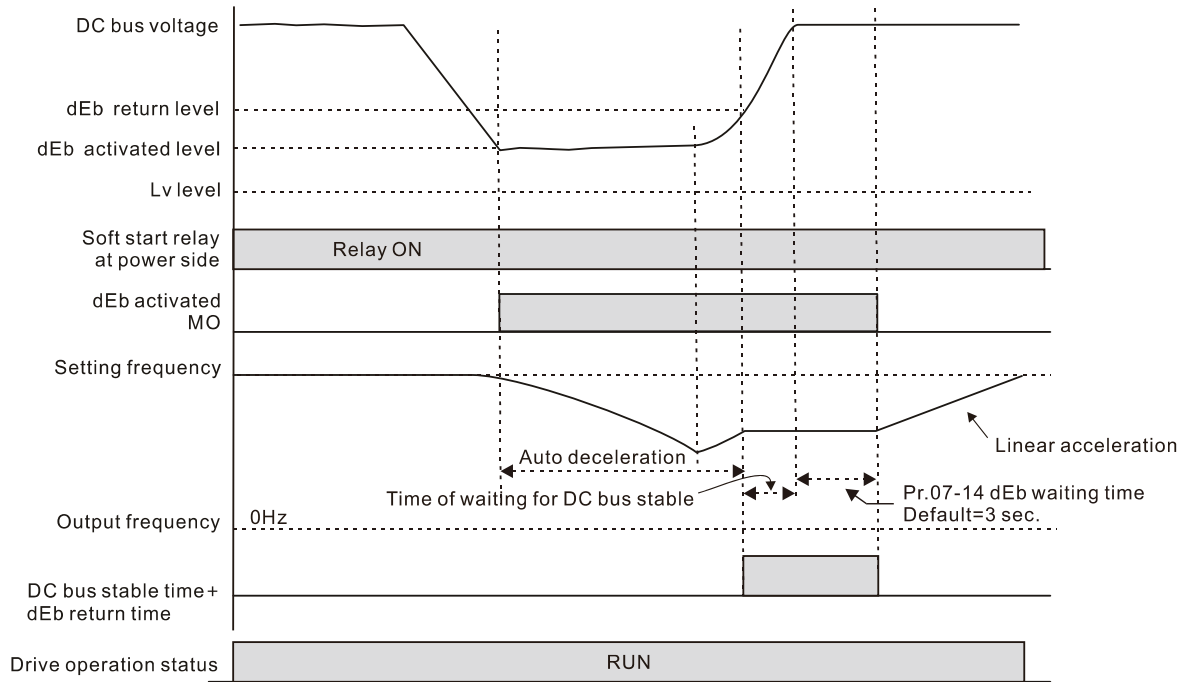 DC bus voltage
dEb return level
dEb activated level
Lv level
Soft start relay
at power side
Relay ON
dEb activated
MO
Setting frequency
Linear acceleration
Auto deceleration
Time of waiting for DC bus stable
Pr.07-14 dEb waiting time
Default=3 sec.
Output frequency
0Hz
DC bus stable time+
dEb return time
Drive operation status
RUN